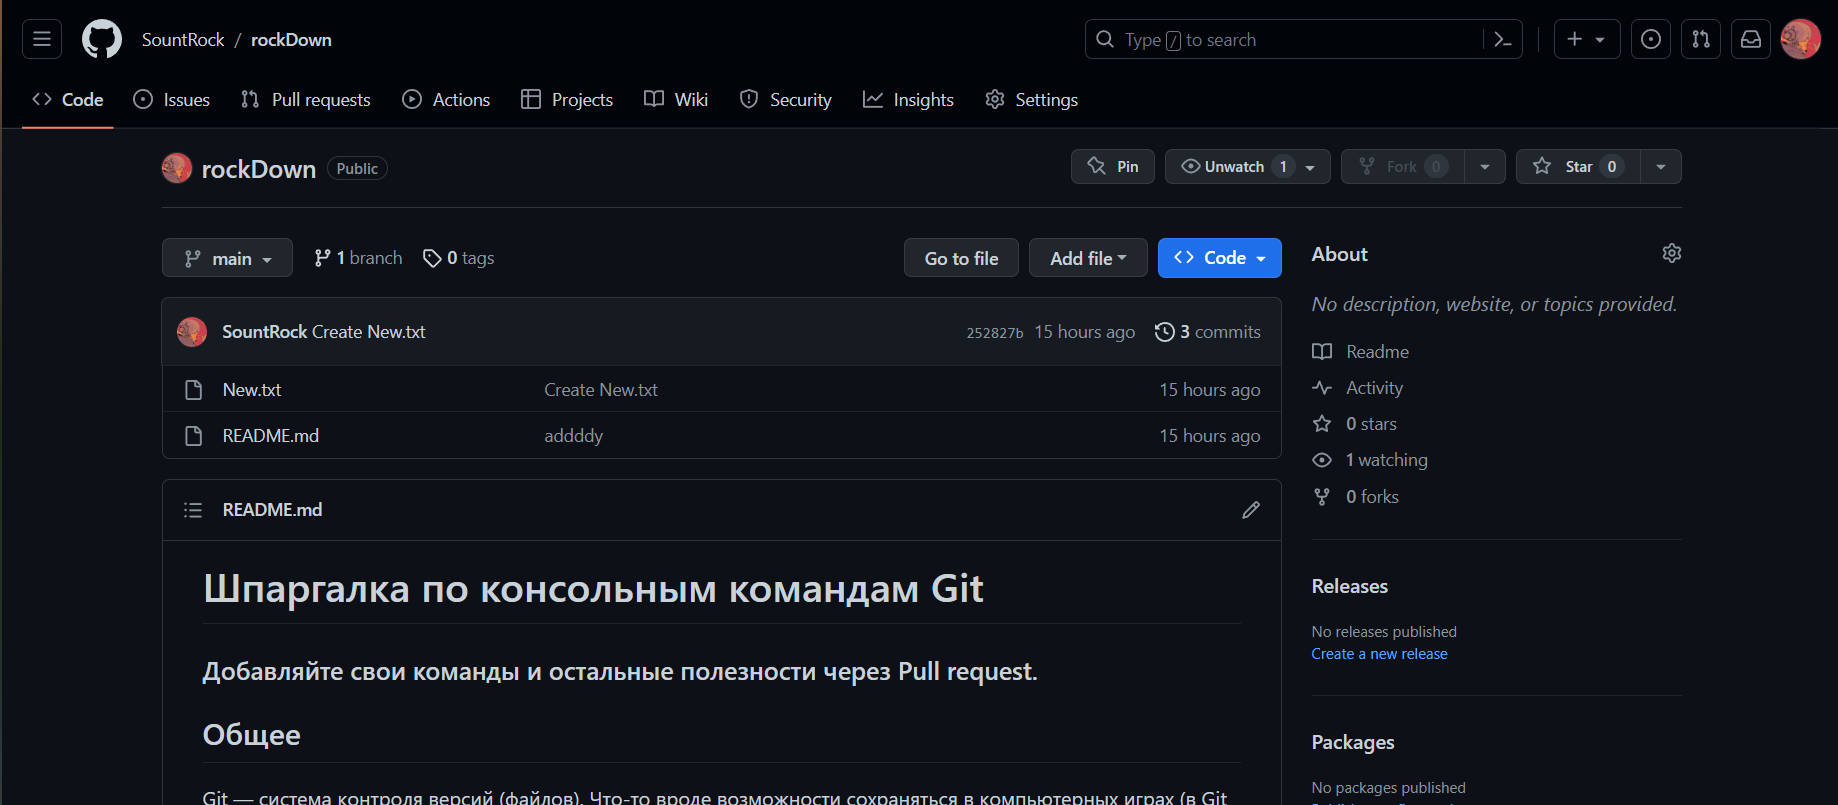 SountRock / rockDown
Type / to search
Code Issues Pull requests Actions Projects Wiki Security Insights Settings
rockDown Public
Pin Unwatch 1 Fork 0 Star 0
main 1 branch 0 tags Go to file Add file Code
SountRock Create New.txt 252827b 15 hours ago 3 commits
New.txt Create New.txt 15 hours ago
README.md addddy 15 hours ago
README.md
Шпаргалка по консольным командам Git
Добавляйте свои команды и остальные полезности через Pull request.
Общее
Git — система контроля версий (файлов). Что-то вроде возможности сохраняться в компьютерных играх (в Git
About
No description, website, or topics provided.
Readme
Activity
0 stars
1 watching
0 forks
Releases
No releases published
Create a new release
Packages
No packages published